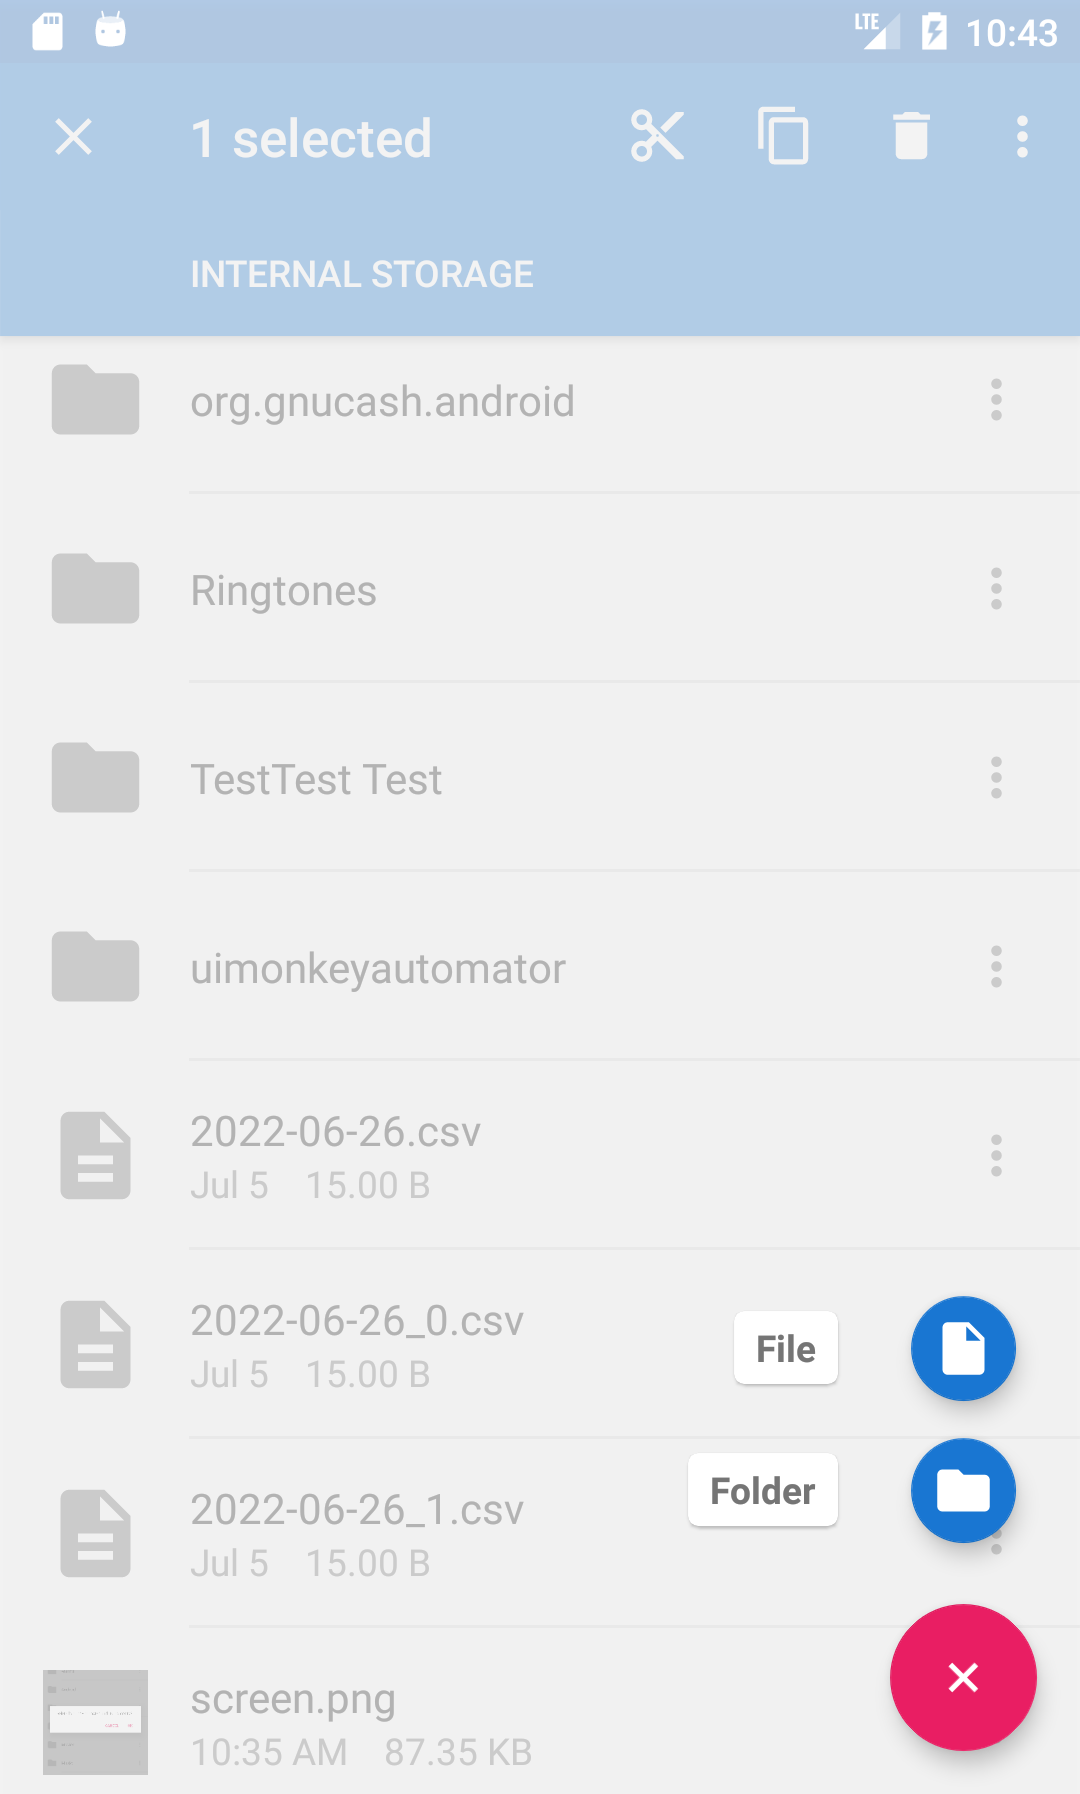 LTE 10:43
1 selected
INTERNAL STORAGE
org.gnucash.android
Ringtones
TestTest Test
uimonkeyautomator
2022-06-26.csv
Jul 5 15.00 B
2022-06-26_0.csv
Jul 5 15.00 B
File
2022-06-26_1.csv
Jul 5 15.00 B
Folder
screen.png
10:35 AM 87.35 KB